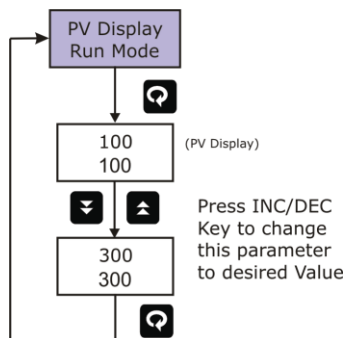 PV Display
Run Mode
100
100
(PV Display)
Press INC/DEC
Key to change
this parameter
to desired Value
300
300